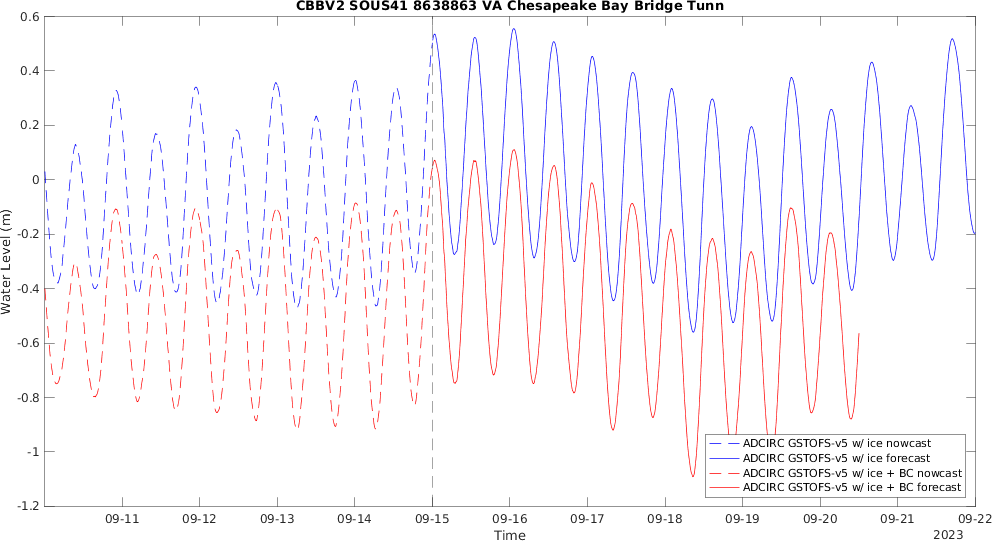 CBBV2 SOUS41 8638863 VA Chesapeake Bay Bridge Tunn
0.6
0.4
0.2
0
-0.2
-0.4
-0.6
-0.8
-1
-1.2
Water Level (m)
ADCIRC GSTOFS-v5 w/ ice nowcast
ADCIRC GSTOFS-v5 w/ ice forecast
ADCIRC GSTOFS-v5 w/ ice + BC nowcast
ADCIRC GSTOFS-v5 w/ ice + BC forecast
09-11 09-12 09-13 09-14 09-15 09-16 09-17 09-18 09-19 09-20 09-21 09-22
Time
2023